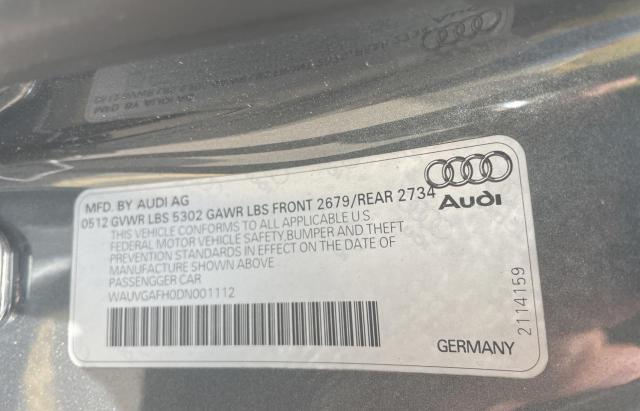 MFD. BY AUDI AG
0512 GVWR LBS 5302 GAWR LBS FRONT 2679/REAR 2734
THIS VEHICLE CONFORMS TO ALL APPLICABLE U S
FEDERAL MOTOR VEHICLE SAFETY, BUMPER AND THEFT
PREVENTION STANDARDS IN EFFECT ON THE DATE OF
MANUFACTURE SHOWN ABOVE
PASSENGGER CAR
WAUVGAFH0DN001112
Audi
GERMANY
2114159